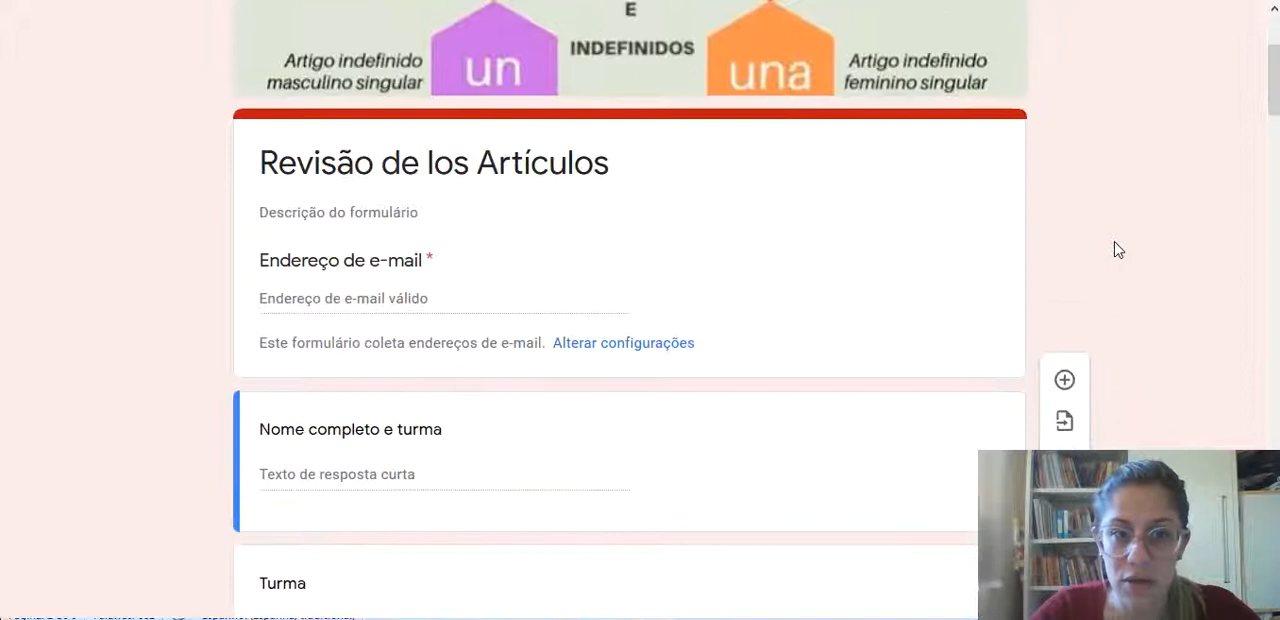 E
INDEFINIDOS
Artigo indefinido
masculino singular
un
una
Artigo indefinido
feminino singular
Revisão de los Artículos
Descrição do formulário
Endereço de e-mail *
Endereço de e-mail válido
Este formulário coleta endereços de e-mail. Alterar configurações
Nome completo e turma
Texto de resposta curta
Turma